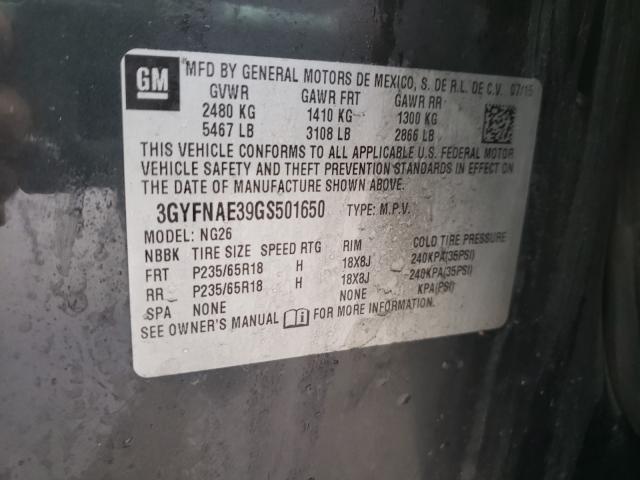 GM
MFD BY GENERAL MOTORS DE MEXICO, S. DE R.L. DE C.V. 07/15
GVWR GAWR FRT GAWR RR
2480 KG 1410 KG 1300 KG
5467 LB 3108 LB 2866 LB
THIS VEHICLE CONFORMS TO ALL APPLICABLE U.S. FEDERAL MOTOR
VEHICLE SAFETY AND THEFT PREVENTION STANDARDS IN EFFECT ON
THE DATE OF MANUFACTURE SHOWN ABOVE.
3GYFNAE39GS501650 TYPE: M.P.V.
MODEL: NG26
NBBK TIRE SIZE SPEED RTG RIM COLD TIRE PRESSURE
FRT P235/65R18 H 18X8J 240KPA(35PSI)
RR P235/65R18 H 18X8J 240KPA(35PSI)
SPA NONE NONE KPA(PSI)
SEE OWNER'S MANUAL i FOR MORE INFORMATION.